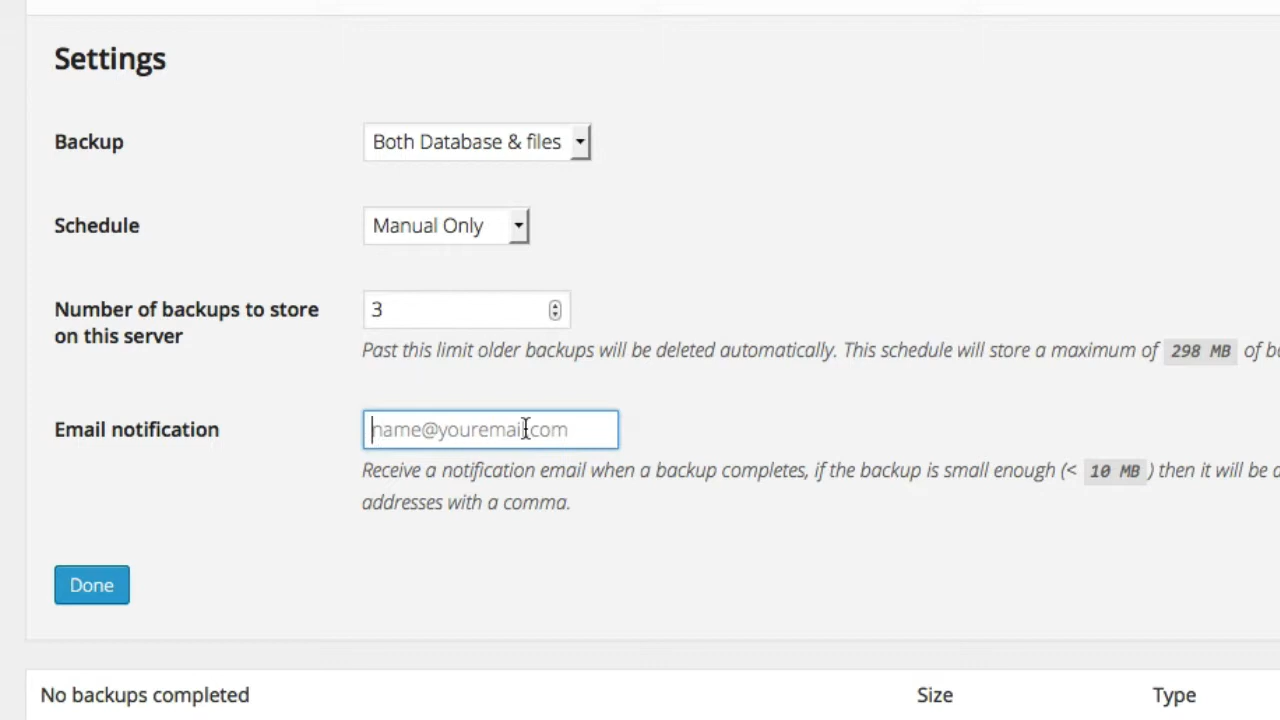 Settings
Backup
Both Database & files
Schedule
Manual Only
Number of backups to store
on this server
3
Past this limit older backups will be deleted automatically. This schedule will store a maximum of 298 MB of
Email notification
name@youremail.com
Receive a notification email when a backup completes, if the backup is small enough (< 10 MB ) then it will be
addresses with a comma.
Done
No backups completed
Size
Type